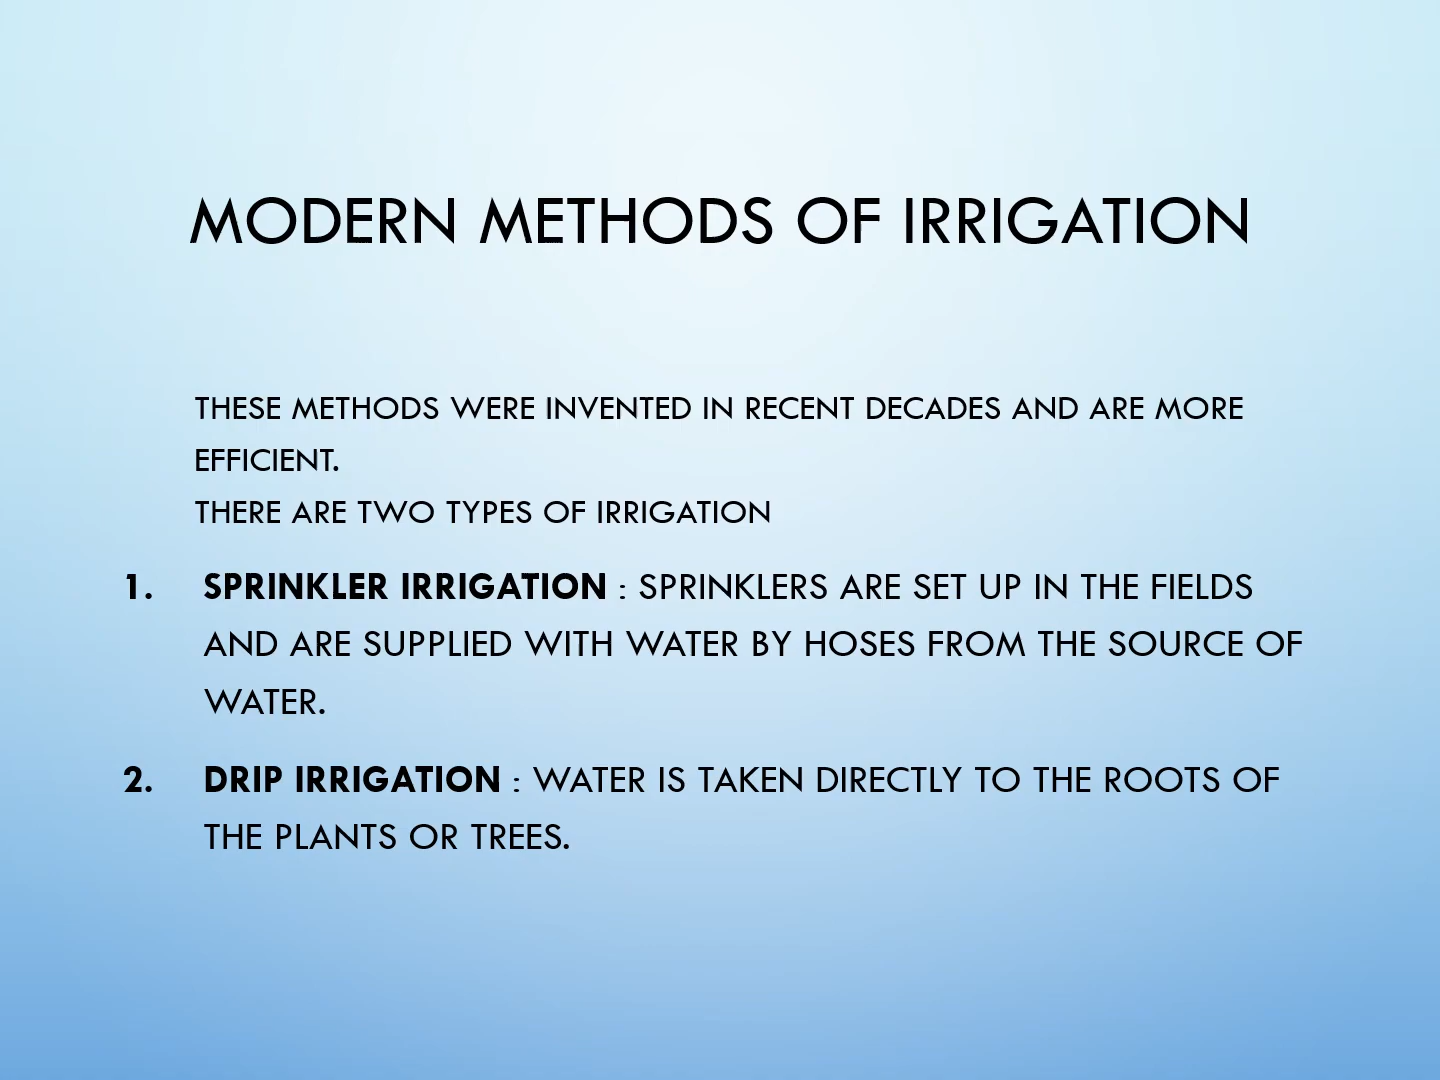 MODERN METHODS OF IRRIGATION
THESE METHODS WERE INVENTED IN RECENT DECADES AND ARE MORE
EFFICIENT.
THERE ARE TWO TYPES OF IRRIGATION
1. SPRINKLER IRRIGATION : SPRINKLERS ARE SET UP IN THE FIELDS
AND ARE SUPPLIED WITH WATER BY HOSES FROM THE SOURCE OF
WATER.
2. DRIP IRRIGATION : WATER IS TAKEN DIRECTLY TO THE ROOTS OF
THE PLANTS OR TREES.